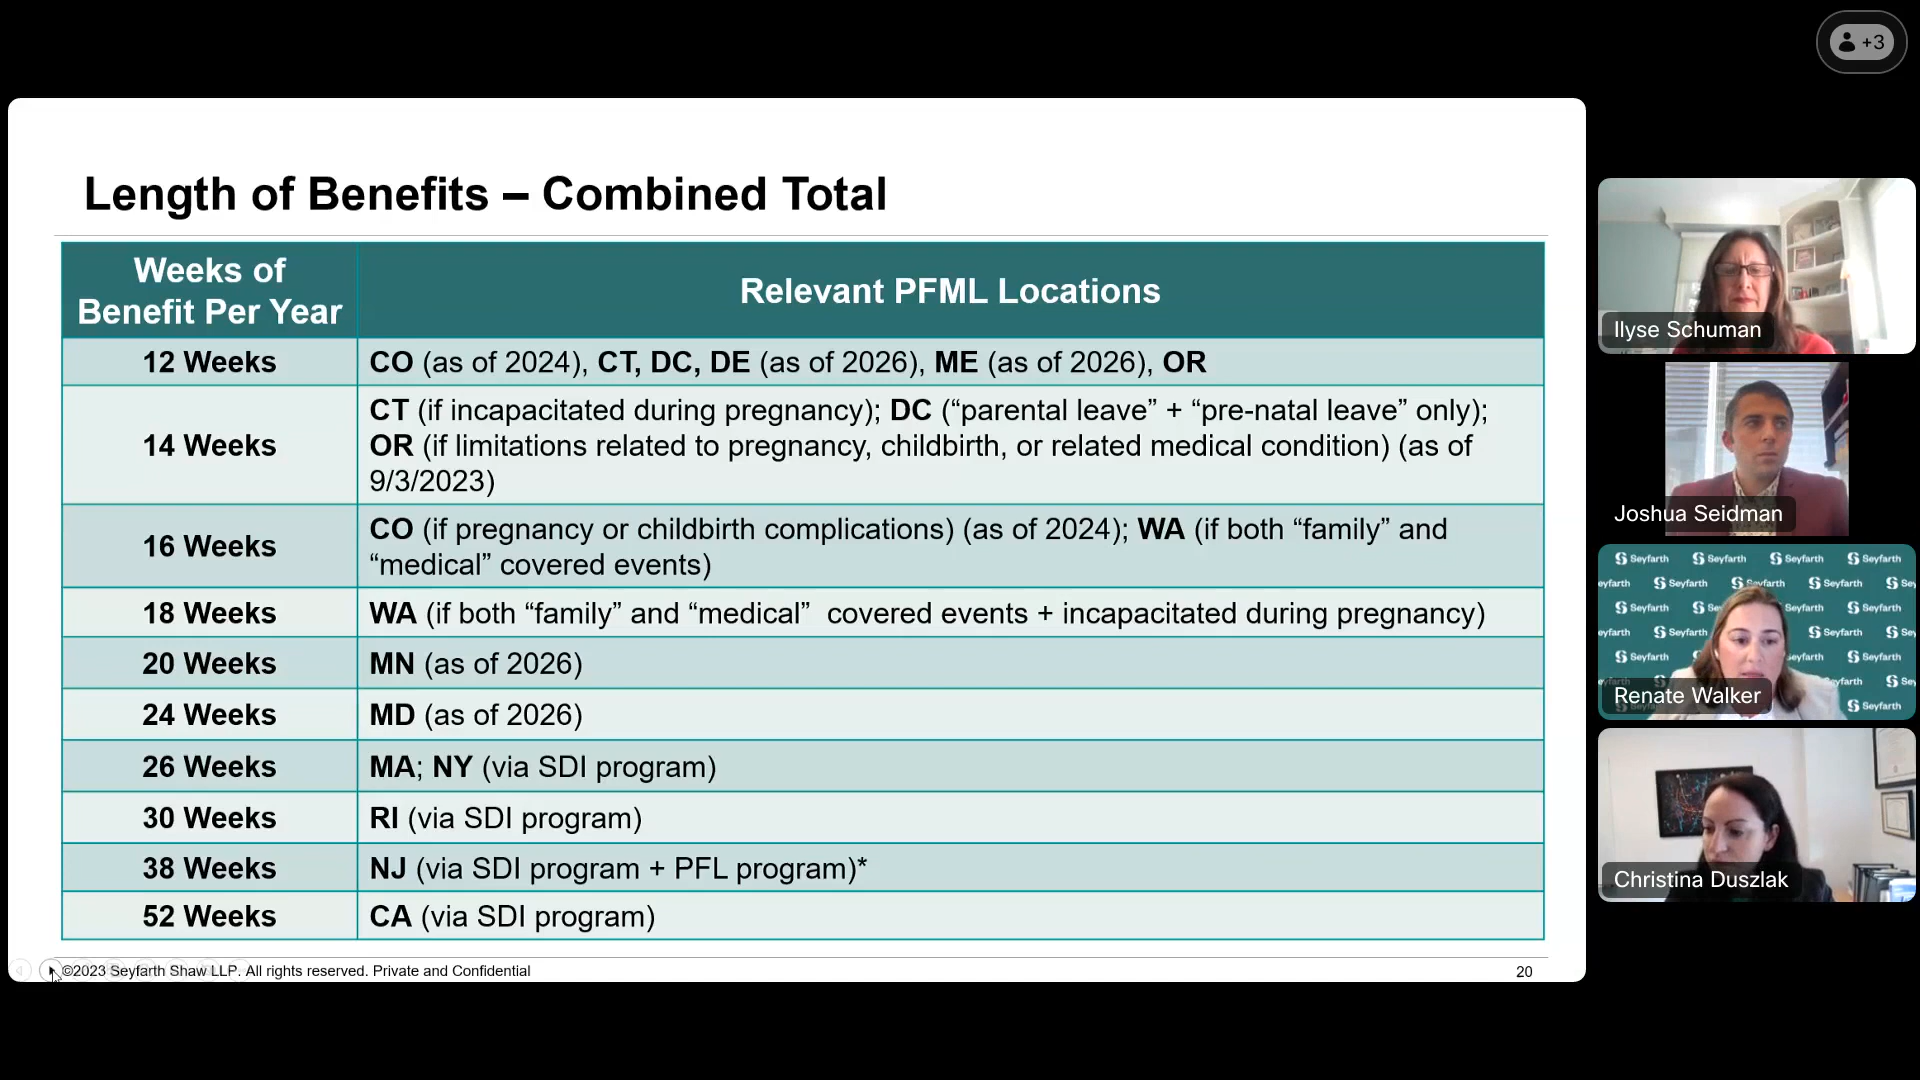 +3
Length of Benefits – Combined Total
Weeks of
Benefit Per Year
Relevant PFML Locations
12 Weeks
CO (as of 2024), CT, DC, DE (as of 2026), ME (as of 2026), OR
14 Weeks
CT (if incapacitated during pregnancy); DC (“parental leave” + “pre-natal leave” only);
OR (if limitations related to pregnancy, childbirth, or related medical condition) (as of
9/3/2023)
16 Weeks
CO (if pregnancy or childbirth complications) (as of 2024); WA (if both “family” and
“medical” covered events)
18 Weeks
WA (if both “family” and “medical”  covered events + incapacitated during pregnancy)
20 Weeks
MN (as of 2026)
24 Weeks
MD (as of 2026)
26 Weeks
MA; NY (via SDI program)
30 Weeks
RI (via SDI program)
38 Weeks
NJ (via SDI program + PFL program)*
52 Weeks
CA (via SDI program)
©2023 Seyfarth Shaw LLP. All rights reserved. Private and Confidential
20
Ilyse Schuman
Joshua Seidman
Seyfarth Seyfarth Seyfarth Seyfarth
Renate Walker
Christina Duszlak